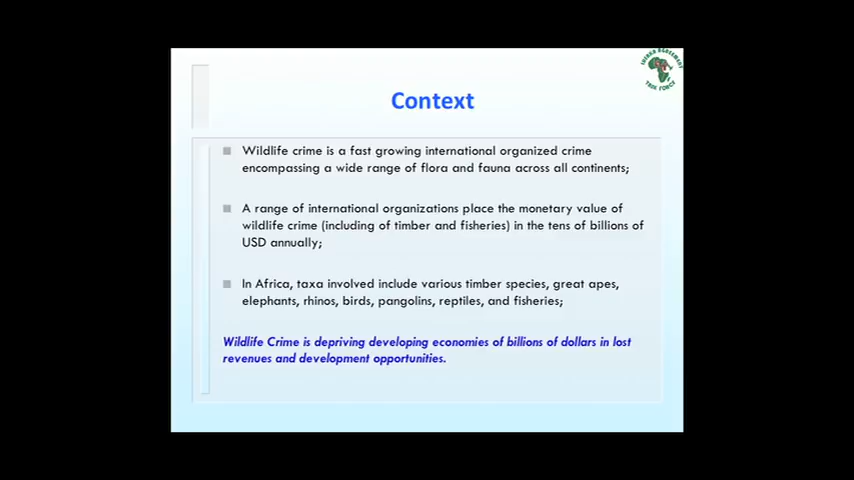 LUSAKA AGREEMENT
TASK FORCE
Context
Wildlife crime is a fast growing international organized crime
encompassing a wide range of flora and fauna across all continents;
A range of international organizations place the monetary value of
wildlife crime (including of timber and fisheries) in the tens of billions of
USD annually;
In Africa, taxa involved include various timber species, great apes,
elephants, rhinos, birds, pangolins, reptiles, and fisheries;
Wildlife Crime is depriving developing economies of billions of dollars in lost
revenues and development opportunities.